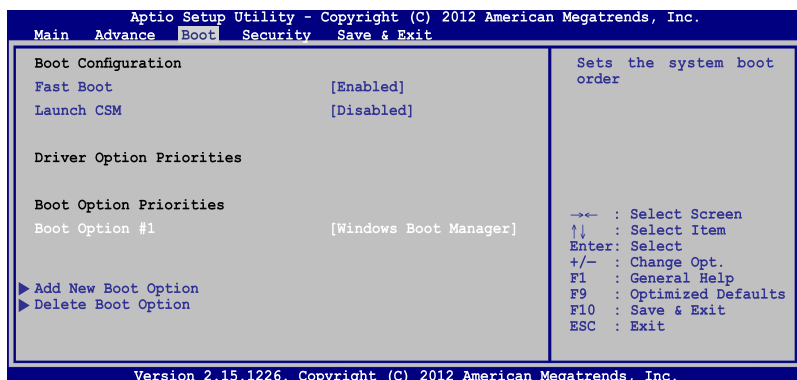 Aptio Setup Utility - Copyright (C) 2012 American Megatrends, Inc.
Main Advance Boot Security Save & Exit
Boot Configuration
Fast Boot [Enabled]
Launch CSM [Disabled]
Driver Option Priorities
Boot Option Priorities
Boot Option #1 [Windows Boot Manager]
Add New Boot Option
Delete Boot Option
Sets the system boot
order
→← : Select Screen
↑↓ : Select Item
Enter: Select
+/— : Change Opt.
F1 : General Help
F9 : Optimized Defaults
F10 : Save & Exit
ESC : Exit
Version 2.15.1226. Copyright (C) 2012 American Megatrends, Inc.